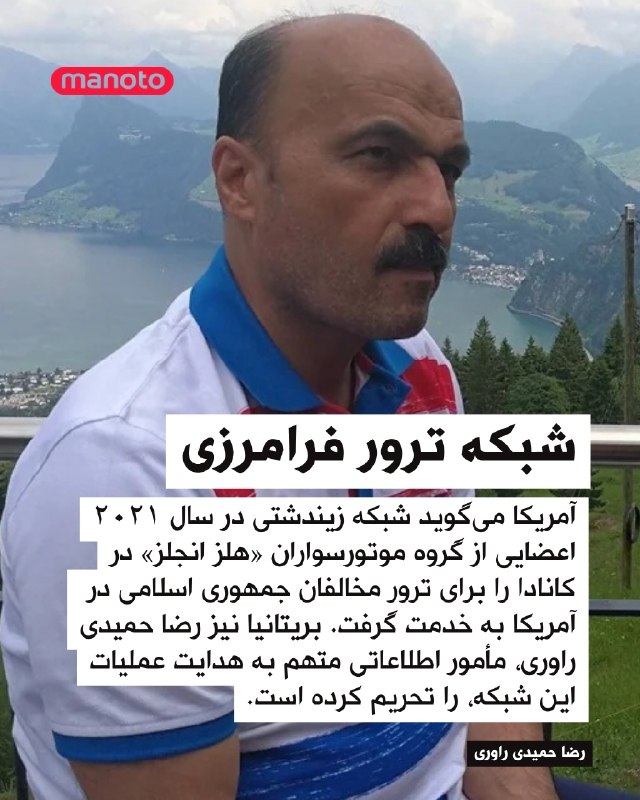 manoto
شبکه ترور فرامرزی
آمریکا می‌گوید شبکه زیندشتی در سال ۲۰۲۱
اعضایی از گروه موتورسواران «هلز انجلز» در
کانادا را برای ترور مخالفان جمهوری اسلامی در
آمریکا به خدمت گرفت. بریتانیا نیز رضا حمیدی
راوری، مأمور اطلاعاتی متهم به هدایت عملیات
این شبکه، را تحریم کرده است.
رضا حمیدی راوری